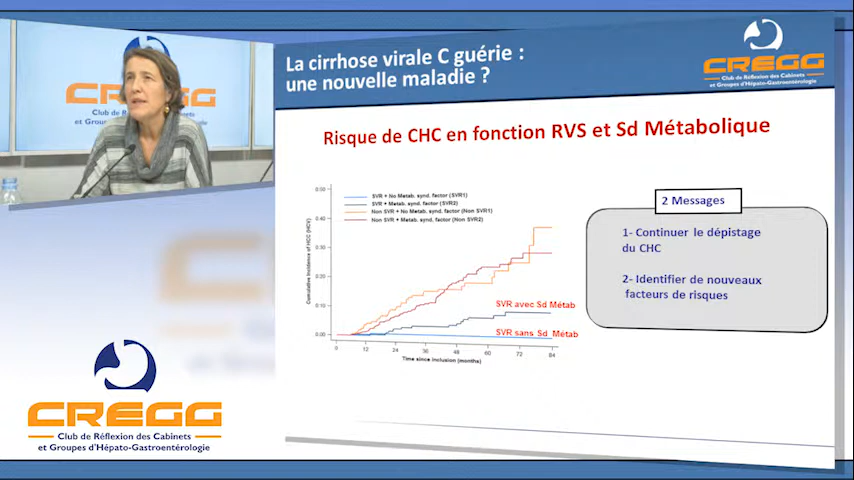 CREGG
Club de Réflexion des Cabinets
et Groupes d'Hépato-Gastroentérologie
La cirrhose virale C guérie :
une nouvelle maladie ?
CREGG
Club de Réflexion des Cabinets
et Groupes d'Hépato-Gastroentérologie
Risque de CHC en fonction RVS et Sd Métabolique
SVR + No Metab. synd. factor (SVR1)
SVR + Metab. synd. factor (SVR2)
Non SVR + No Metab. synd. factor (Non SVR1)
Non SVR + Metab. synd. factor (Non SVR2)
Cumulative Incidence of HCC (HCV)
0.50
0.40
0.30
0.20
0.10
0.00
SVR avec Sd Métab
SVR sans Sd Métab
0 12 24 36 48 60 72 84
Time since inclusion (months)
2 Messages
1- Continuer le dépistage
du CHC
2- Identifier de nouveaux
facteurs de risques
CREGG
Club de Réflexion des Cabinets
et Groupes d'Hépato-Gastroentérologie